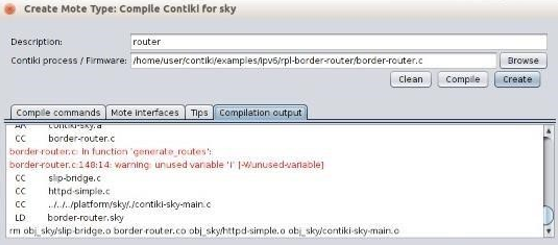 Create Mote Type: Compile Contiki for sky
Description: router
Contiki process / Firmware: /home/user/contiki/examples/ipv6/rpl-border-router/border-router.c Browse
Clean Compile Create
Compile commands Mote interfaces Tips Compilation output
AR contiki-sky.a
CC border-router.c
border-router.c: In function 'generate_routes':
border-router.c:148:14: warning: unused variable 'i' [-Wunused-variable]
CC slip-bridge.c
CC httpd-simple.c
CC ../../../platform/sky/./contiki-sky-main.c
LD border-router.sky
rm obj_sky/slip-bridge.o border-router.co obj_sky/httpd-simple.o obj_sky/contiki-sky-main.o